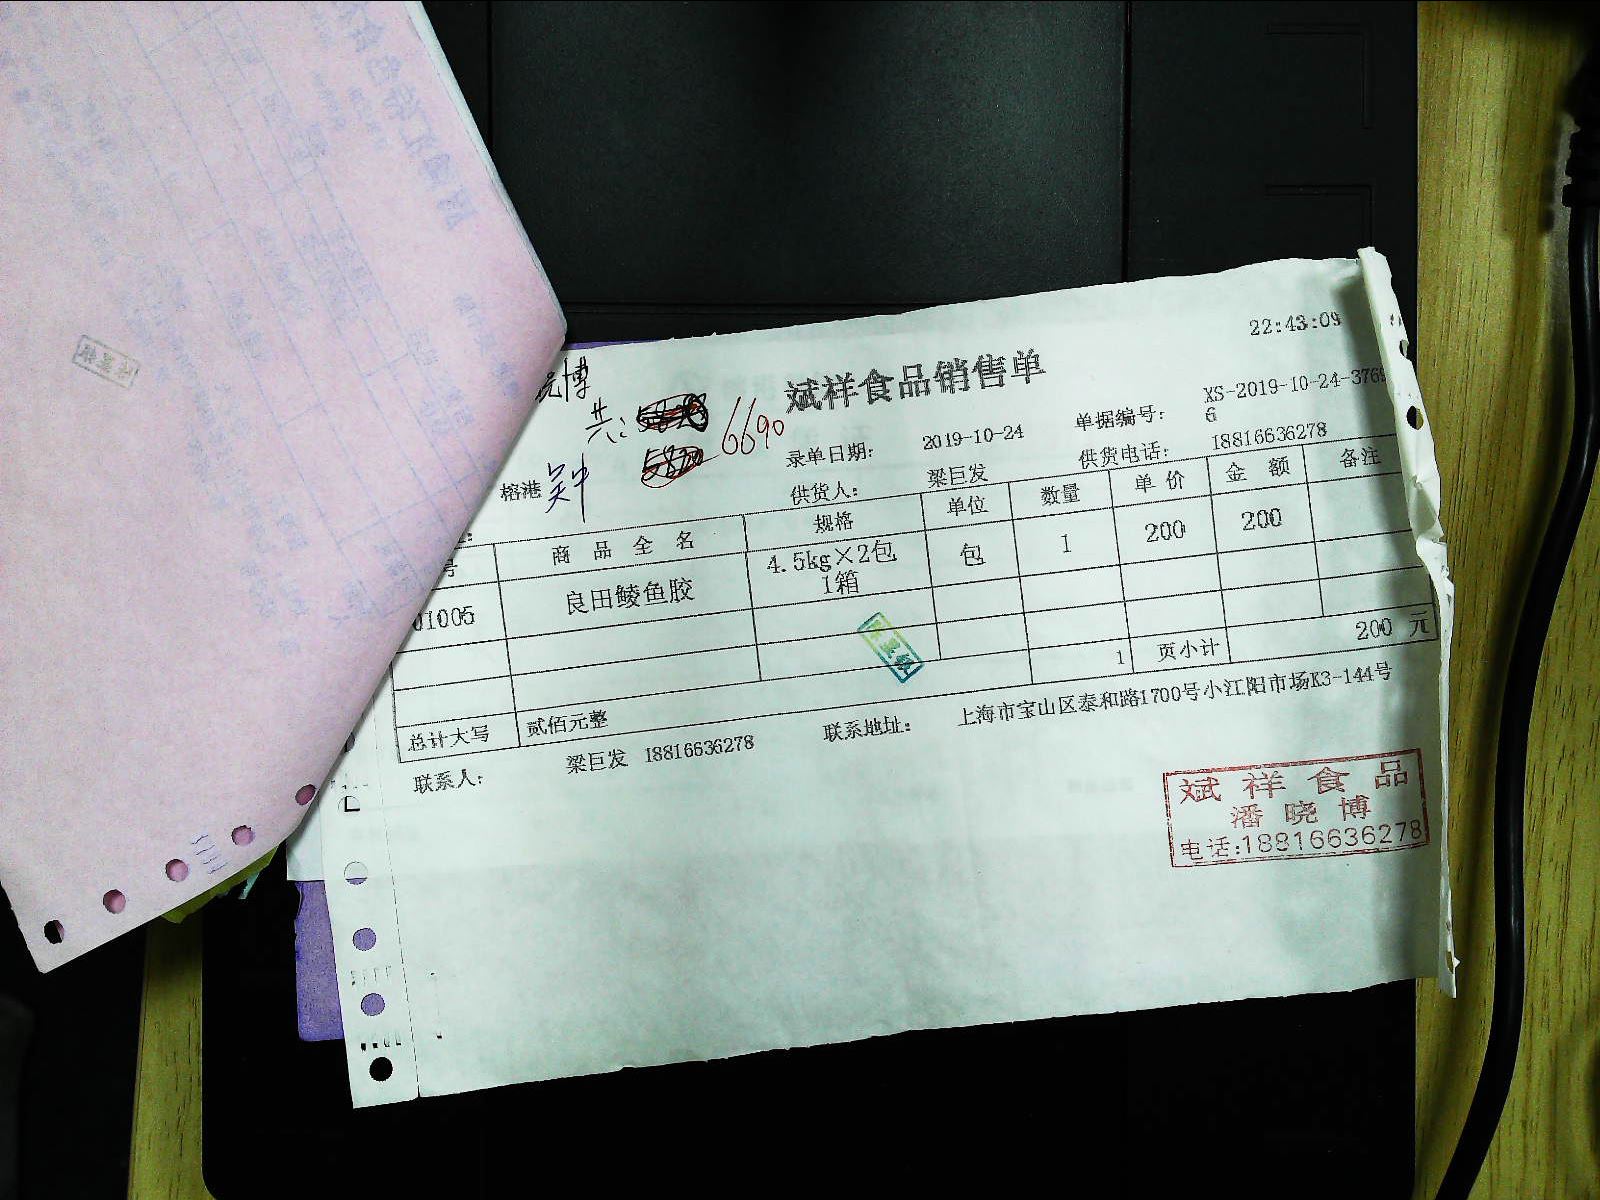 22:43:09
斌祥食品销售单
博
共: 6690
录单日期: 2019-10-24 单据编号: XS-2019-10-24-3769
6
榕港 吴中
供货人: 梁巨发 供货电话: 18816636278
号 商品全名 规格 单位 数量 单价 金额 备注
01005 良田鲮鱼胶 4.5kg×2包 包 1 200 200
1箱
1 页小计 200 元
总计大写 贰佰元整
联系人: 梁巨发 18816636278 联系地址: 上海市宝山区泰和路1700号小江阳市场K3-144号
斌祥食品
潘晓博
电话:18816636278